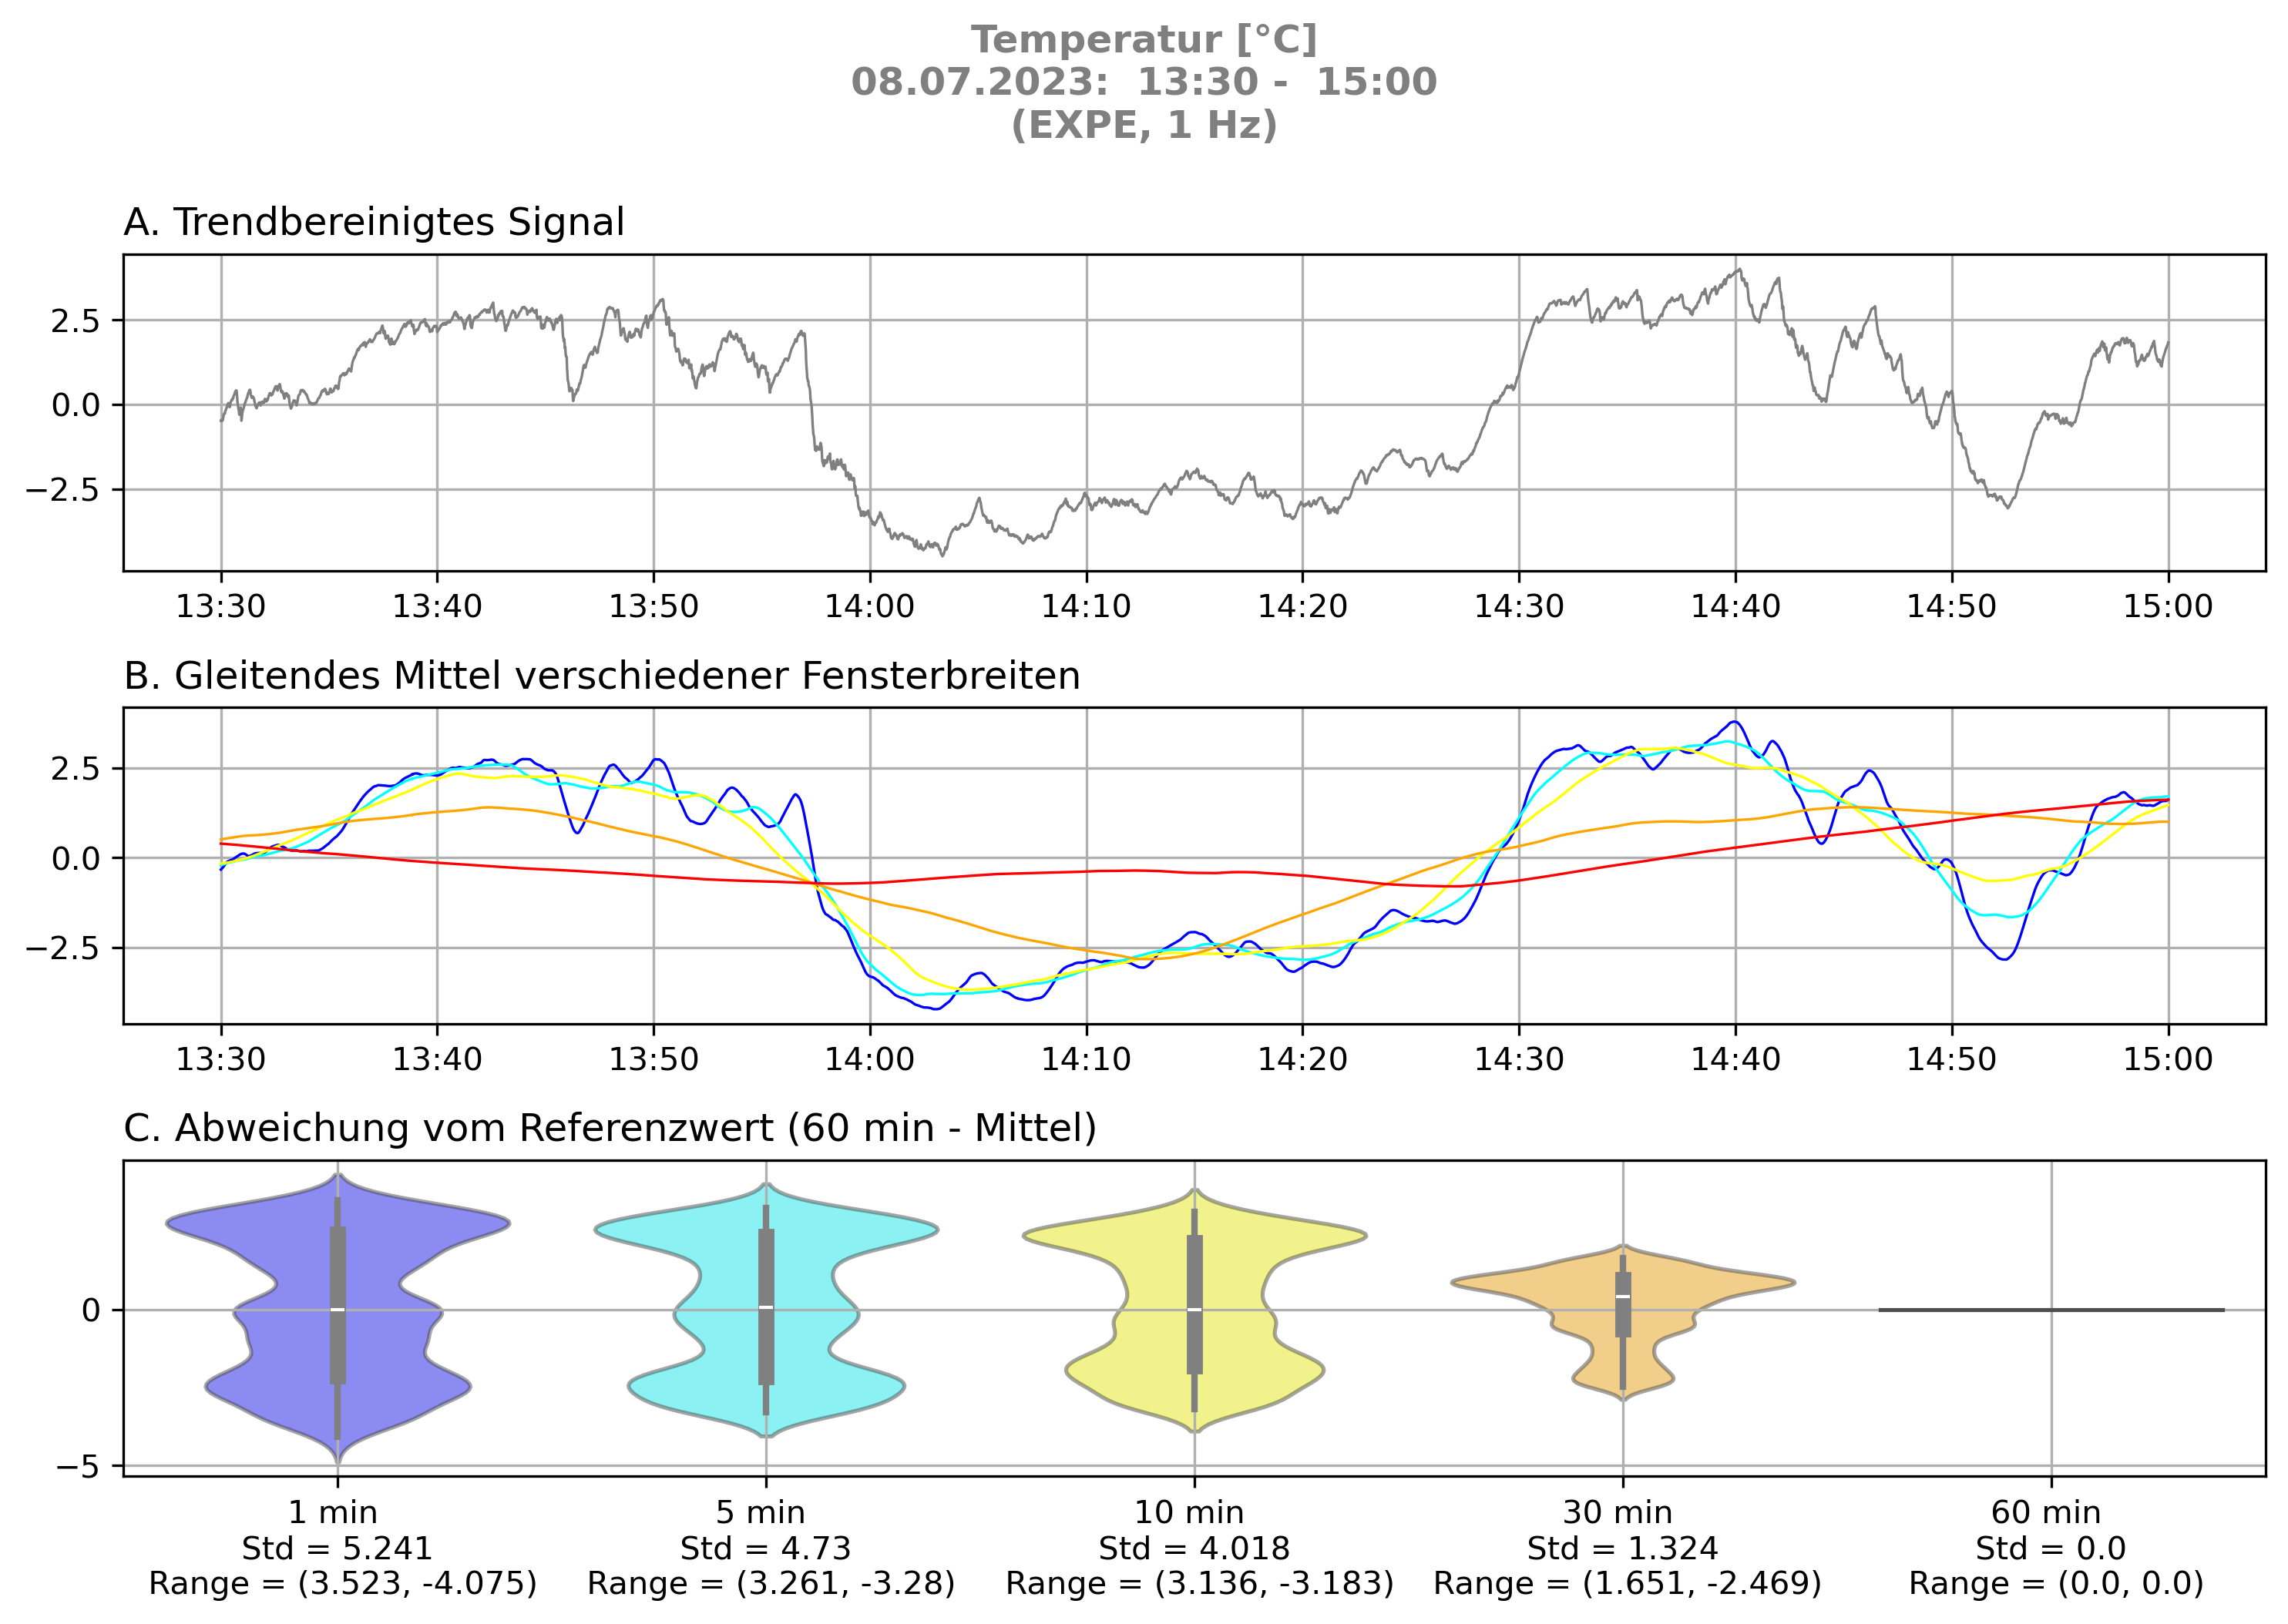 Temperatur [°C]
08.07.2023:  13:30 -  15:00
(EXPE, 1 Hz)
A. Trendbereinigtes Signal
2.5
0.0
−2.5
13:30 13:40 13:50 14:00 14:10 14:20 14:30 14:40 14:50 15:00
B. Gleitendes Mittel verschiedener Fensterbreiten
2.5
0.0
−2.5
13:30 13:40 13:50 14:00 14:10 14:20 14:30 14:40 14:50 15:00
C. Abweichung vom Referenzwert (60 min - Mittel)
0
−5
1 min 5 min 10 min 30 min 60 min
Std = 5.241 Std = 4.73 Std = 4.018 Std = 1.324 Std = 0.0
Range = (3.523, -4.075) Range = (3.261, -3.28) Range = (3.136, -3.183) Range = (1.651, -2.469) Range = (0.0, 0.0)